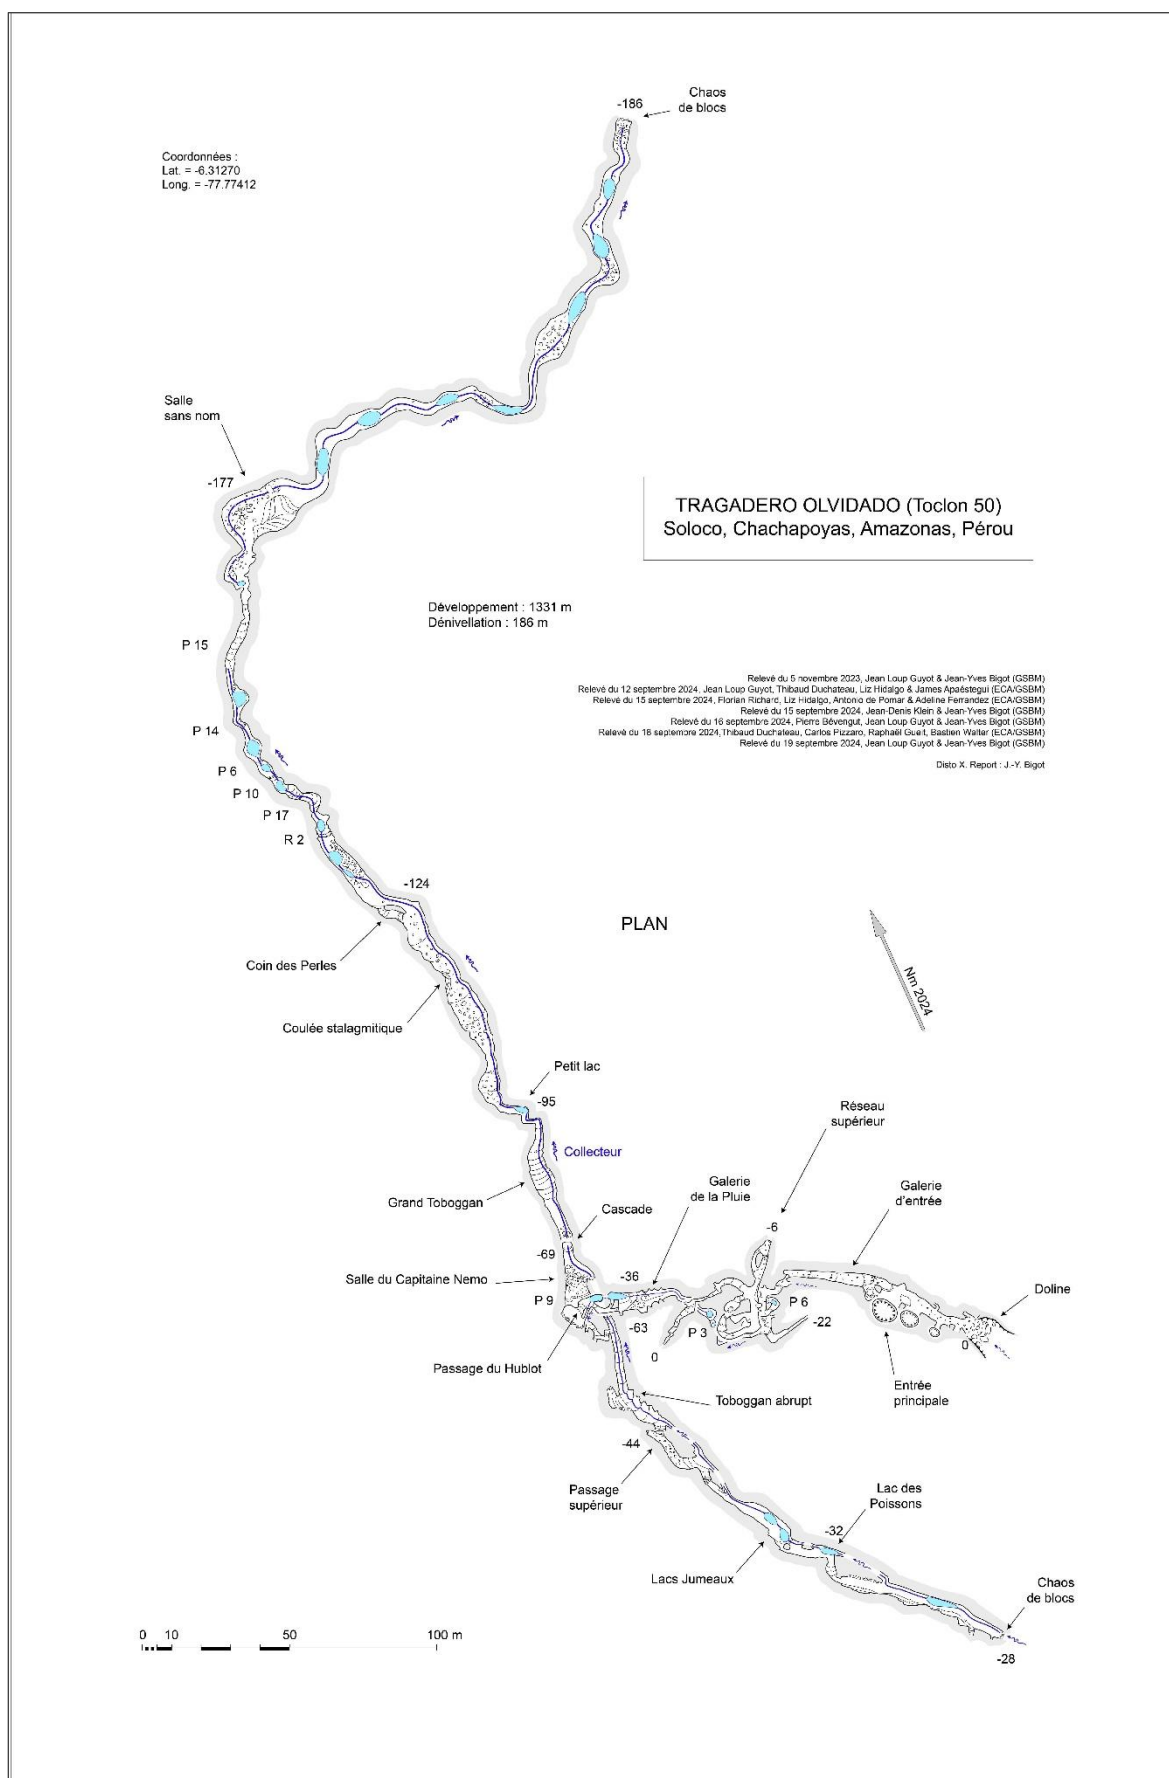 -186
Chaos
de blocs
Coordonnées :
Lat. = -6.31270
Long. = -77.77412
Salle
sans nom
-177
TRAGADERO OLVIDADO (Toclon 50)
Soloco, Chachapoyas, Amazonas, Pérou
Développement : 1331 m
Dénivellation : 186 m
P 15
Relevé du 5 novembre 2023, Jean Loup Guyot & Jean-Yves Bigot (GSBM)
Relevé du 12 septembre 2024, Jean Loup Guyot, Thibaud Duchateau, Liz Hidalgo & James Apaéstegui (ECA/GSBM)
Relevé du 15 septembre 2024, Florian Richard, Liz Hidalgo, Antonio de Pomar & Adeline Ferrandez (ECA/GSBM)
Relevé du 15 septembre 2024, Jean-Denis Klein & Jean-Yves Bigot (GSBM)
Relevé du 16 septembre 2024, Pierre Bévengut, Jean Loup Guyot & Jean-Yves Bigot (GSBM)
Relevé du 18 septembre 2024,Thibaud Duchateau, Carlos Pizzaro, Raphaël Gueit, Bastien Walter (ECA/GSBM)
Relevé du 19 septembre 2024, Jean Loup Guyot & Jean-Yves Bigot (GSBM)
Disto X. Report : J.-Y. Bigot
P 14
P 6
P 10
P 17
R 2
-124
PLAN
Nm 2024
Coin des Perles
Coulée stalagmitique
Petit lac
-95
Réseau
supérieur
Collecteur
Galerie
de la Pluie
Galerie
d'entrée
Grand Toboggan
Cascade
-6
-69
Salle du Capitaine Nemo
-36
Doline
P 9
P 6
-63
P 3
-22
0
0
Passage du Hublot
Entrée
principale
Toboggan abrupt
-44
Passage
supérieur
Lac des
Poissons
-32
Lacs Jumeaux
Chaos
de blocs
0 10 50 100 m
-28